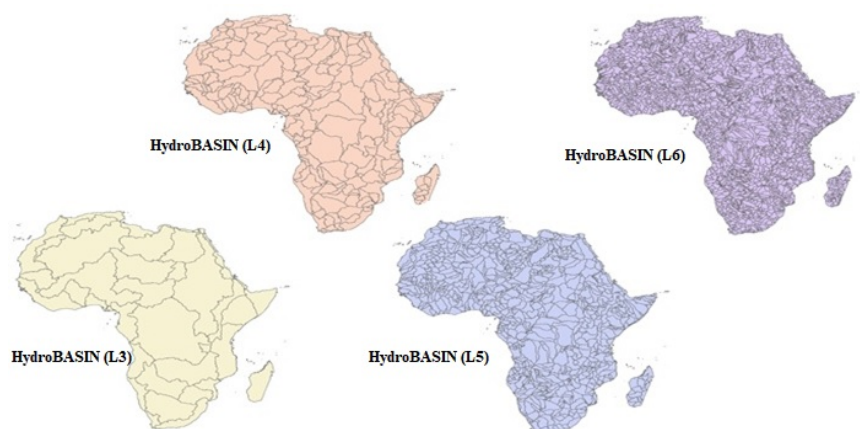 HydroBASIN (L4)
HydroBASIN (L6)
HydroBASIN (L3)
HydroBASIN (L5)